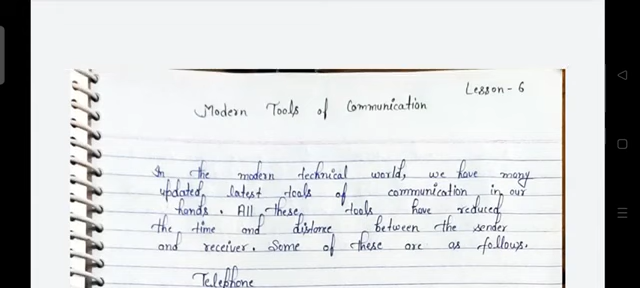 Lesson - 6
Modern Tools of Communication
In the modern technical world, we have many
updated, latest tools of communication in our
hands. All these tools have reduced
the time and distance between the sender
and receiver. Some of these are as follows.
Telephone